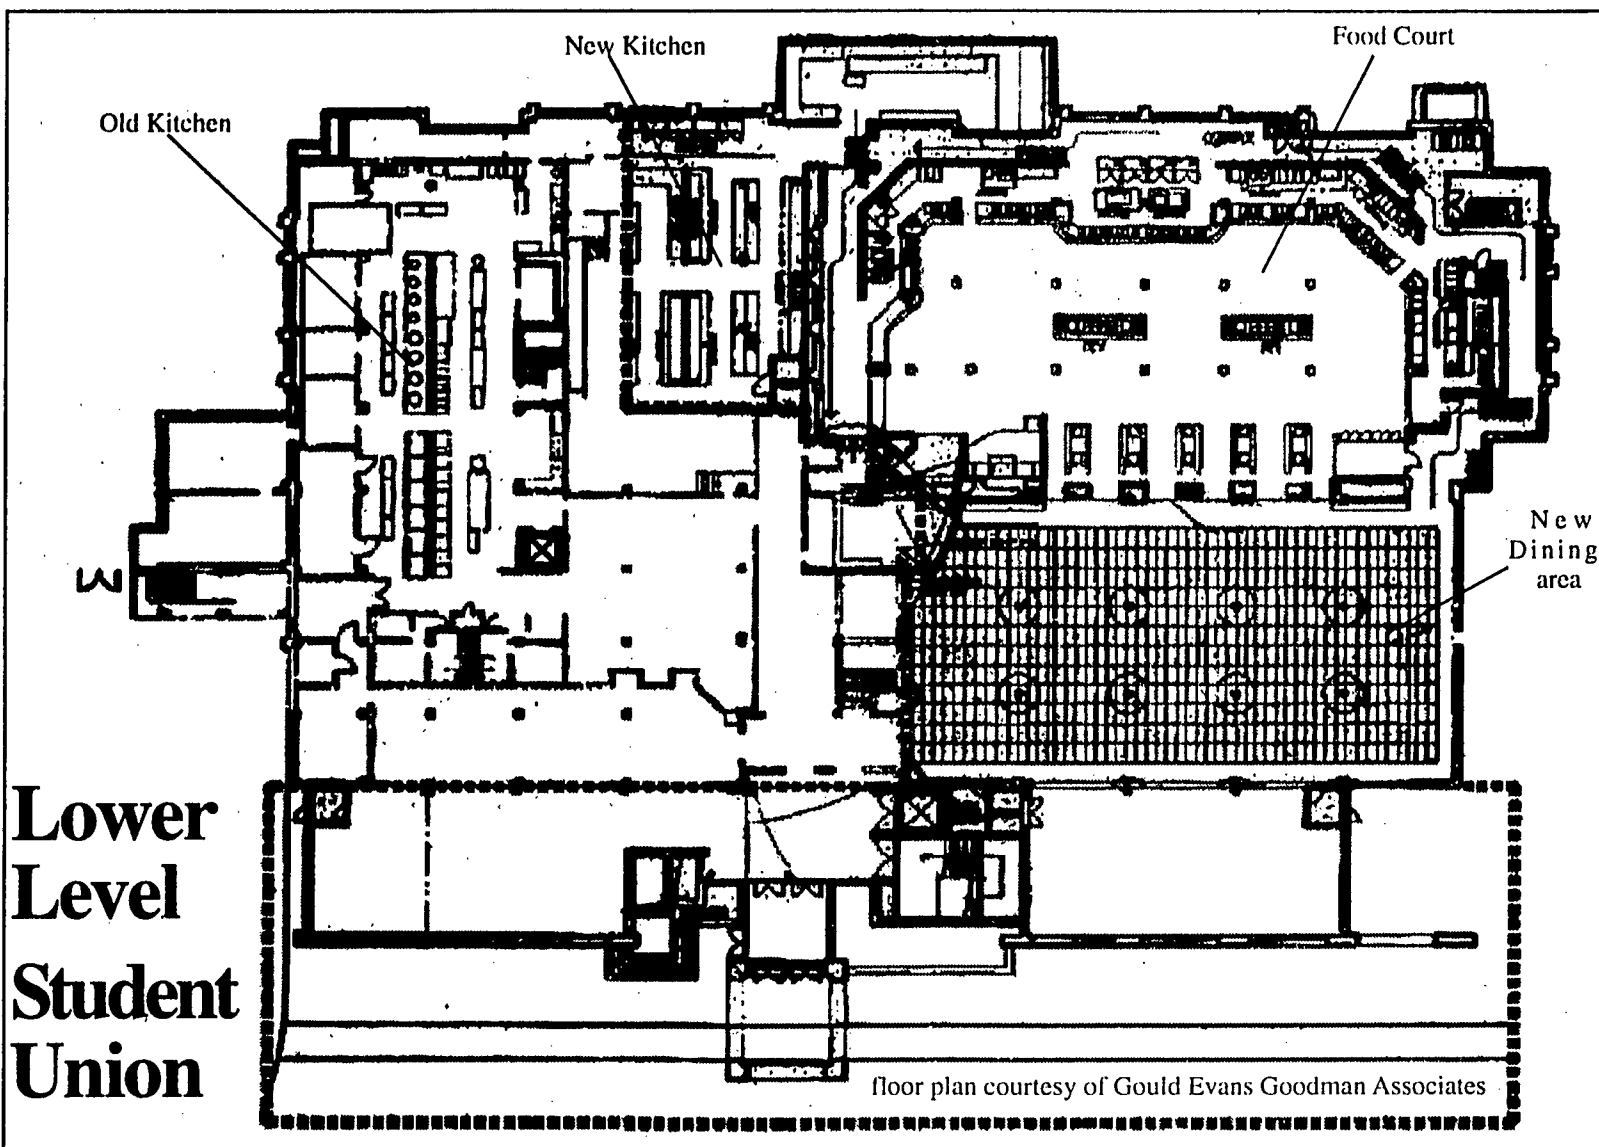 New Kitchen
Food Court
Old Kitchen
New
Dining
area
Lower
Level
Student
Union
floor plan courtesy of Gould Evans Goodman Associates